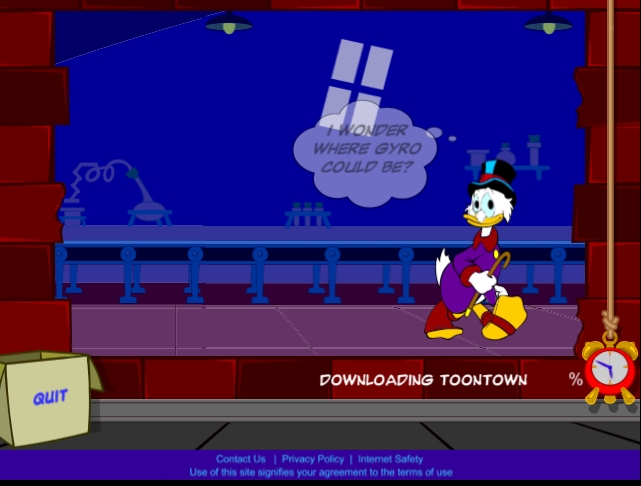 I WONDER
WHERE GYRO
COULD BE?
DOWNLOADING TOONTOWN %
QUIT
Contact Us | Privacy Policy | Internet Safety
Use of this site signifies your agreement to the terms of use